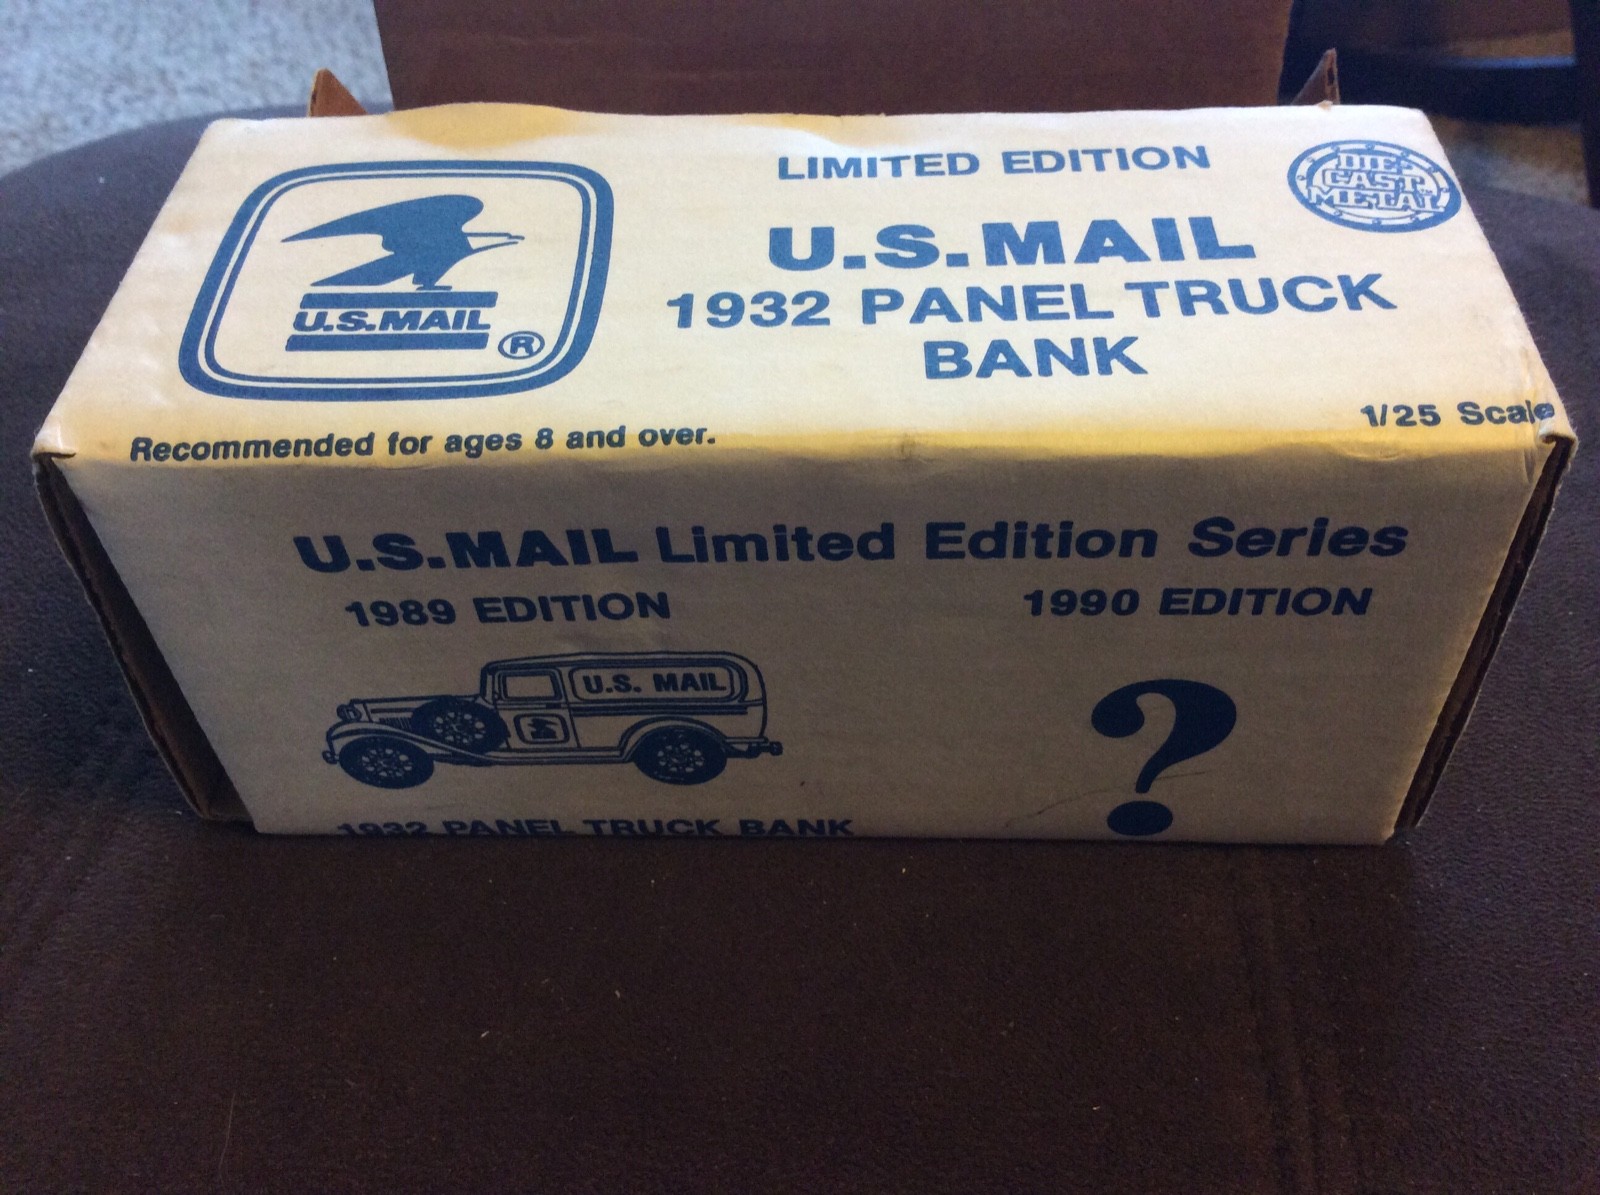 LIMITED EDITION
U.S.MAIL
1932 PANEL TRUCK
BANK
DIE
CAST
METAL
U.S.MAIL
®
Recommended for ages 8 and over.
1/25 Scale
U.S.MAIL Limited Edition Series
1989 EDITION
1990 EDITION
U.S. MAIL
?
1932 PANEL TRUCK BANK